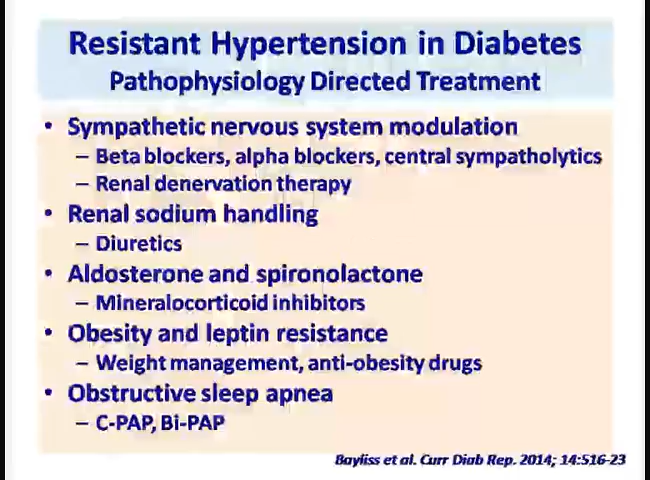 Resistant Hypertension in Diabetes
Pathophysiology Directed Treatment
• Sympathetic nervous system modulation
– Beta blockers, alpha blockers, central sympatholytics
– Renal denervation therapy
• Renal sodium handling
– Diuretics
• Aldosterone and spironolactone
– Mineralocorticoid inhibitors
• Obesity and leptin resistance
– Weight management, anti-obesity drugs
• Obstructive sleep apnea
– C-PAP, Bi-PAP
Bayliss et al. Curr Diab Rep. 2014; 14:516-23